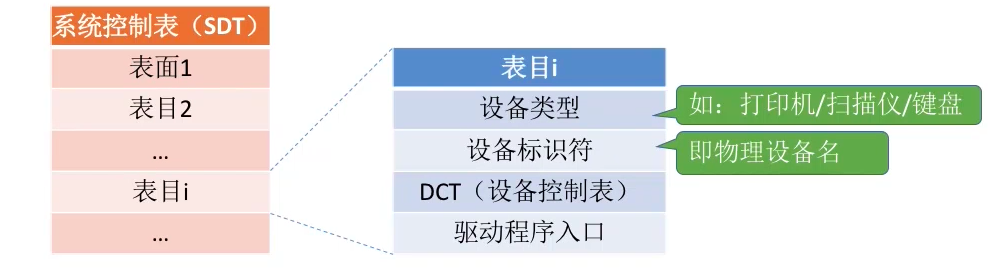 系统控制表（SDT）
表面1
表目2
...
表目i
...
表目i
设备类型
设备标识符
DCT（设备控制表）
驱动程序入口
如：打印机/扫描仪/键盘
即物理设备名